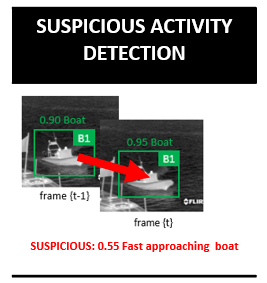 SUSPICIOUS ACTIVITY
DETECTION
0.90 Boat
B1
0.95 Boat
B1
FLIR
frame {t-1}
frame {t}
SUSPICIOUS: 0.55 Fast approaching boat